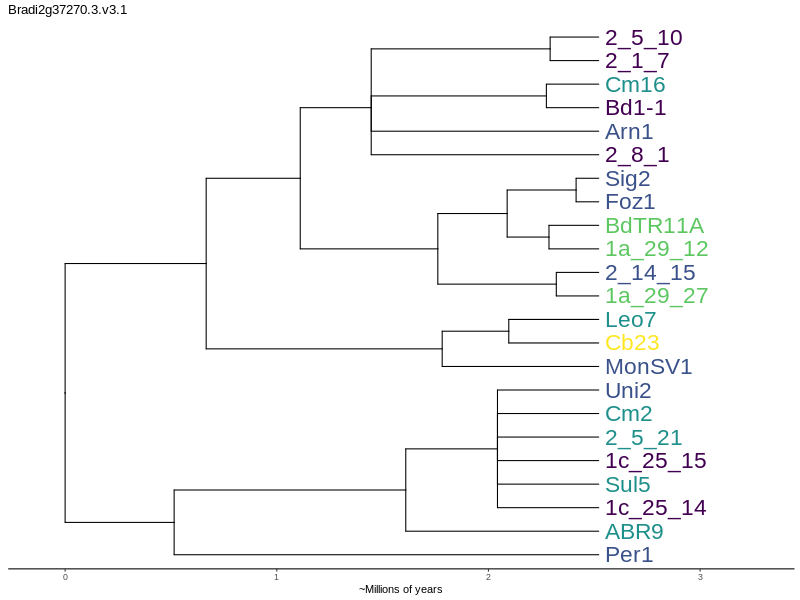 Bradi2g37270.3.v3.1
2_5_10
2_1_7
Cm16
Bd1-1
Arn1
2_8_1
Sig2
Foz1
BdTR11A
1a_29_12
2_14_15
1a_29_27
Leo7
Cb23
MonSV1
Uni2
Cm2
2_5_21
1c_25_15
Sul5
1c_25_14
ABR9
Per1
0 1 2 3
~Millions of years